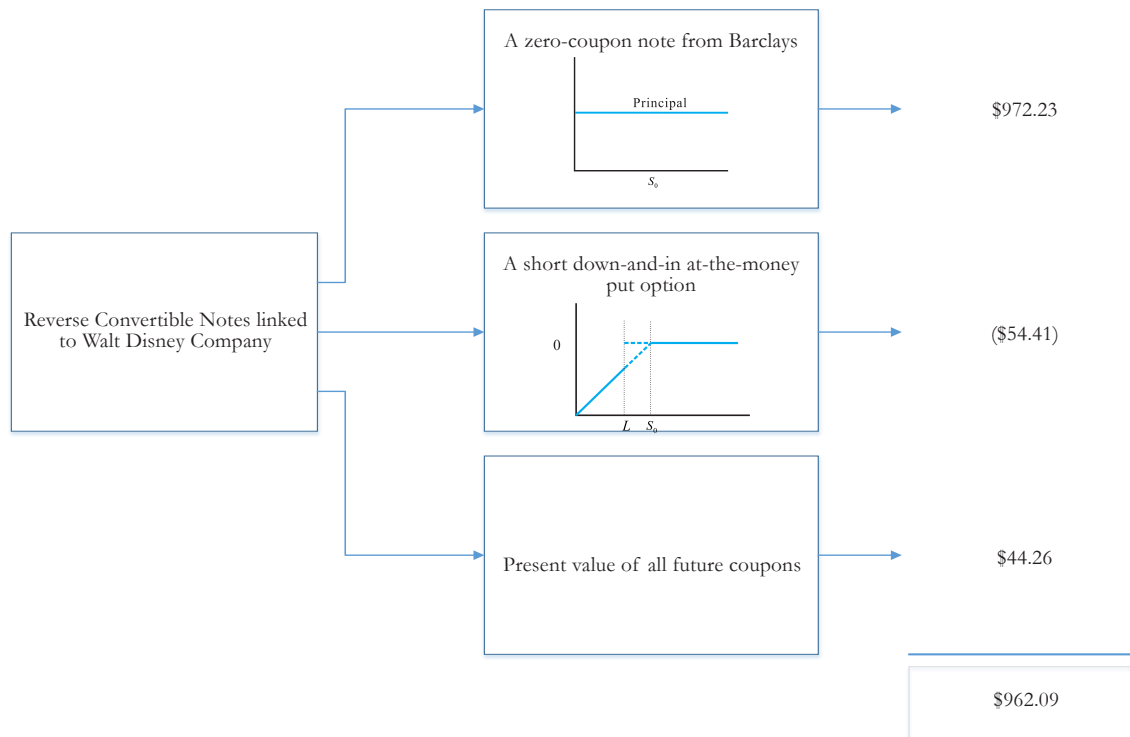 A zero-coupon note from Barclays
Principal
S₀
$972.23
Reverse Convertible Notes linked
to Walt Disney Company
A short down-and-in at-the-money
put option
0
L S₀
($54.41)
Present value of all future coupons
$44.26
$962.09